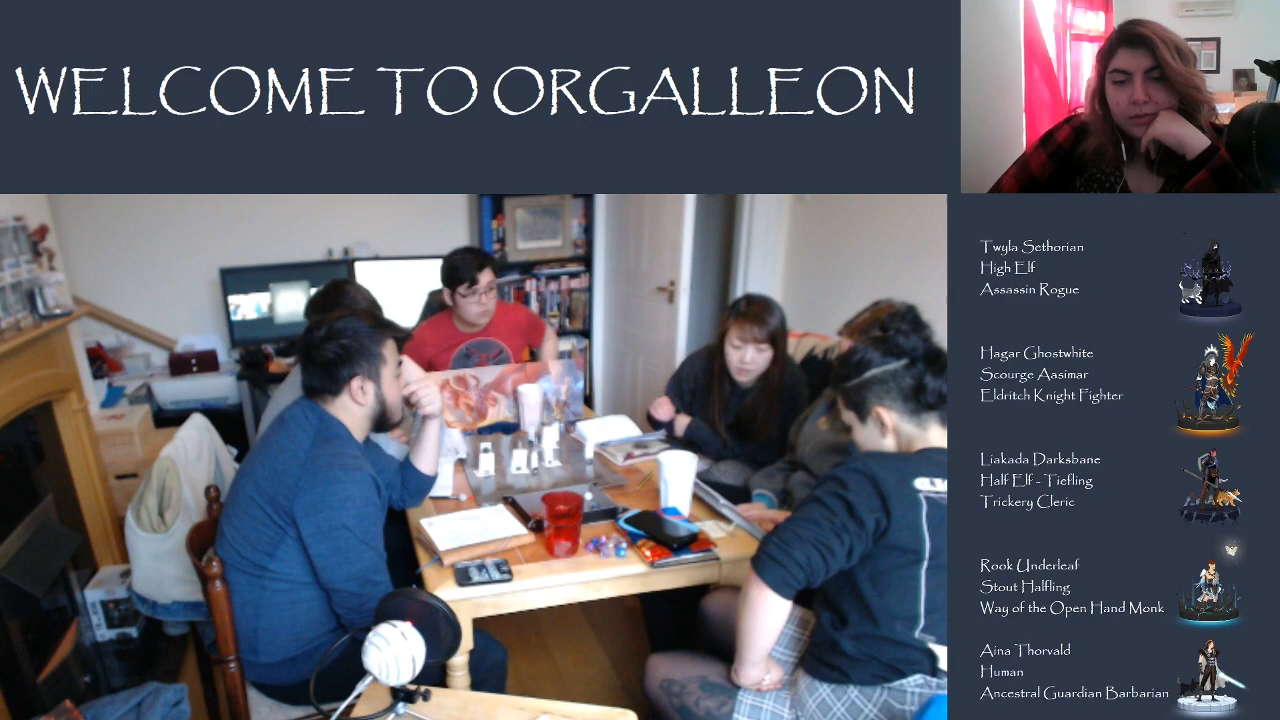 WELCOME TO ORGALLEON
Twyla Sethorian
High Elf
Assassin Rogue
Hagar Ghostwhite
Scourge Aasimar
Eldritch Knight Fighter
Liakada Darksbane
Half Elf - Tiefling
Trickery Cleric
Rook Underleaf
Stout Halfling
Way of the Open Hand Monk
Aina Thorvald
Human
Ancestral Guardian Barbarian